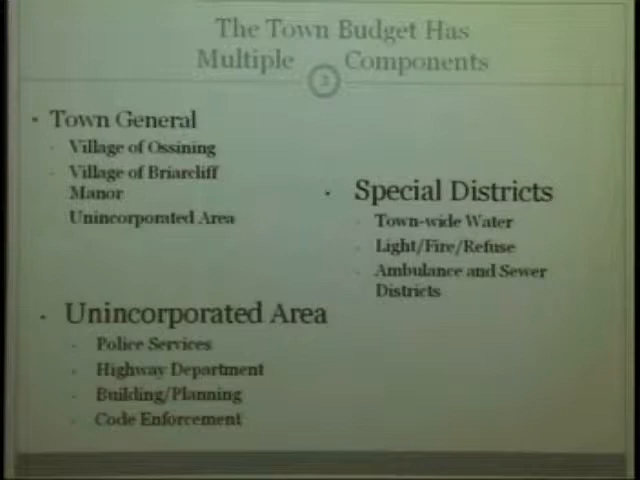 The Town Budget Has
Multiple Components
3
Town General
Village of Ossining
Village of Briarcliff
Manor
Unincorporated Area
Special Districts
Town-wide Water
Light/Fire/Refuse
Ambulance and Sewer
Districts
Unincorporated Area
Police Services
Highway Department
Building/Planning
Code Enforcement